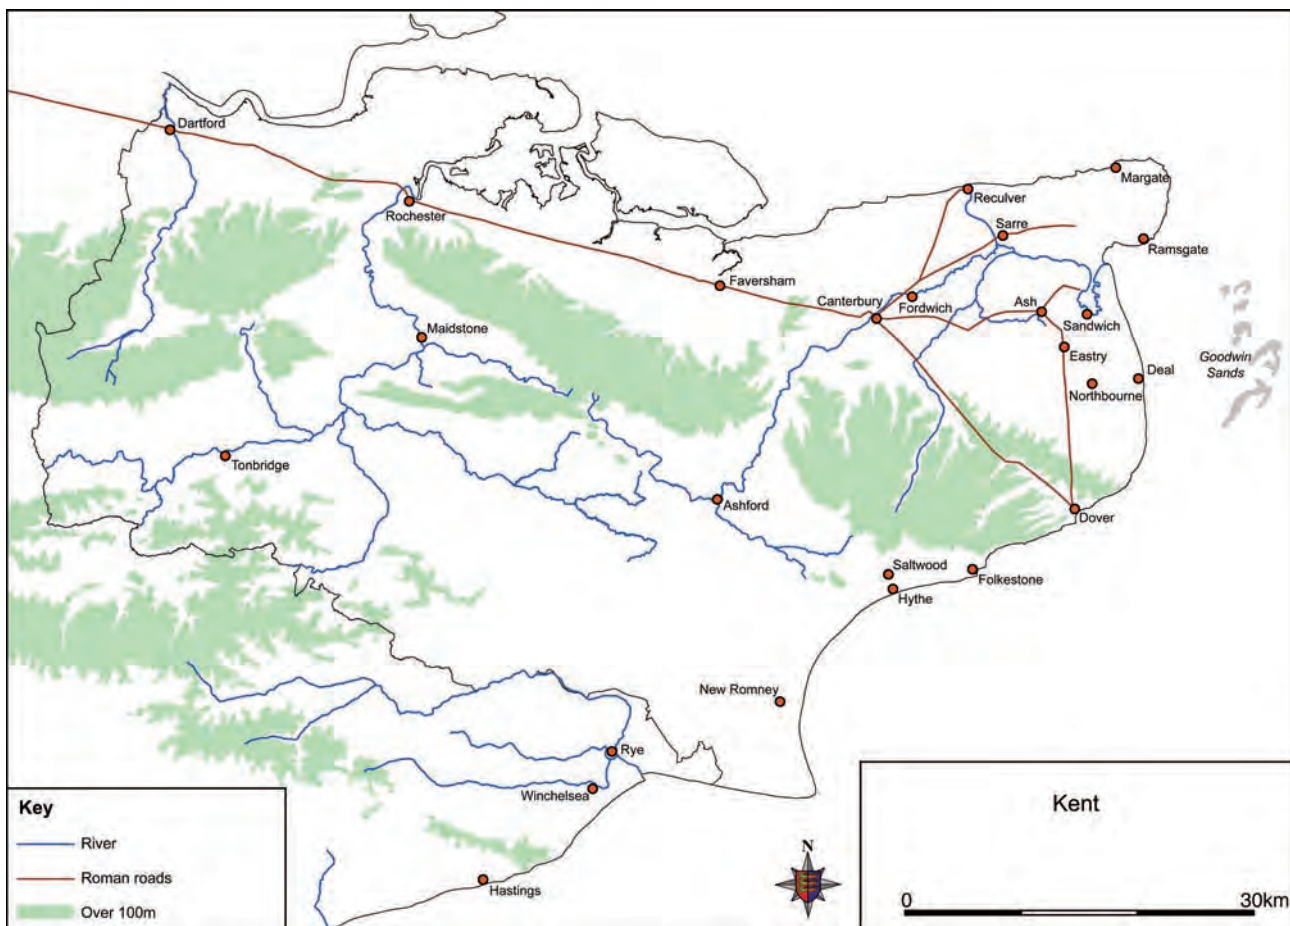 Dartford
Rochester
Margate
Reculver
Sarre
Ramsgate
Faversham
Canterbury
Fordwich
Ash
Sandwich
Maidstone
Eastry
Goodwin
Sands
Deal
Northbourne
Tonbridge
Ashford
Dover
Saltwood
Folkestone
Hythe
New Romney
Rye
Winchelsea
Hastings
Key
River
Roman roads
Over 100m
N
Kent
0
30km